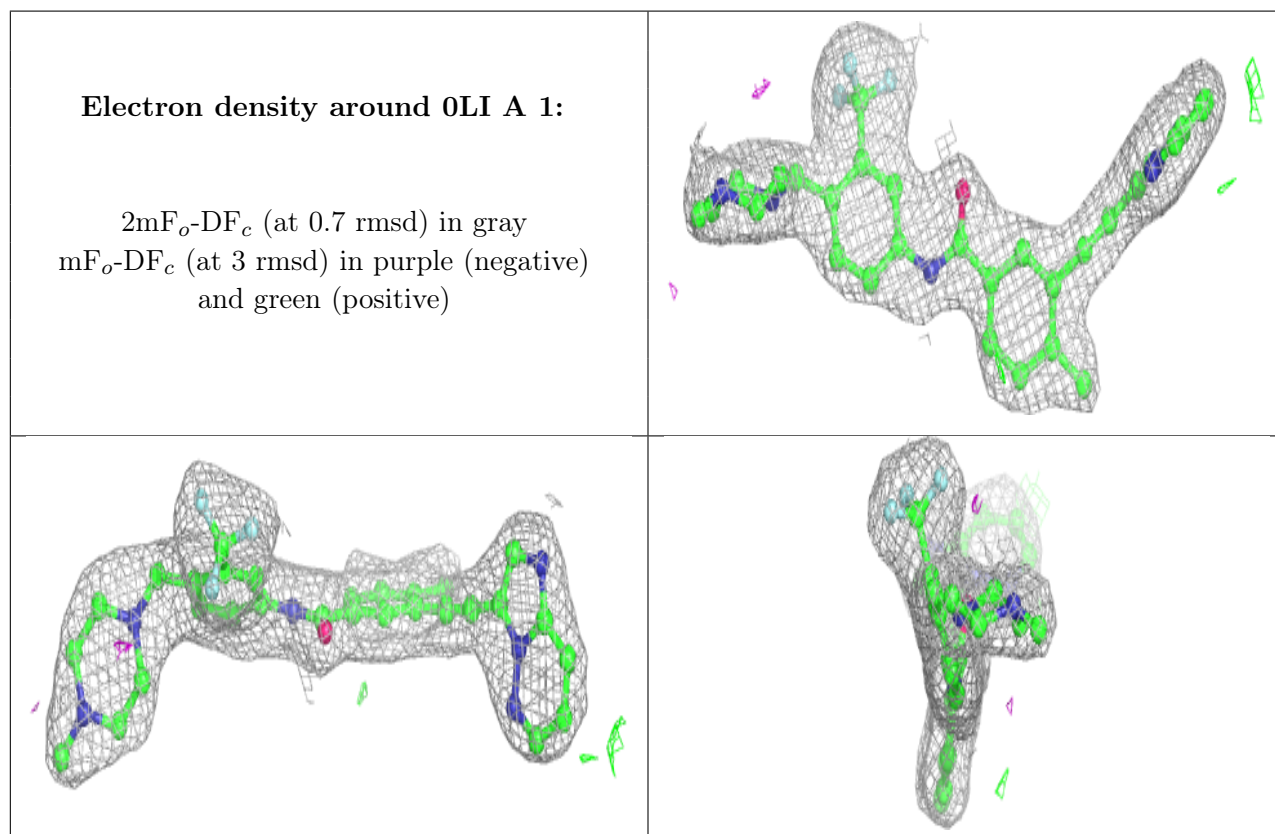 Electron density around 0LI A 1:
2mFo-DFc (at 0.7 rmsd) in gray
mFo-DFc (at 3 rmsd) in purple (negative)
and green (positive)